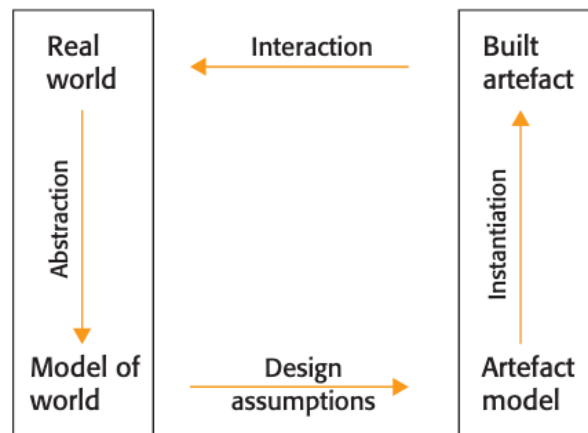 Real
world
Interaction
Built
artefact
Abstraction
Instantiation
Model of
world
Design
assumptions
Artefact
model